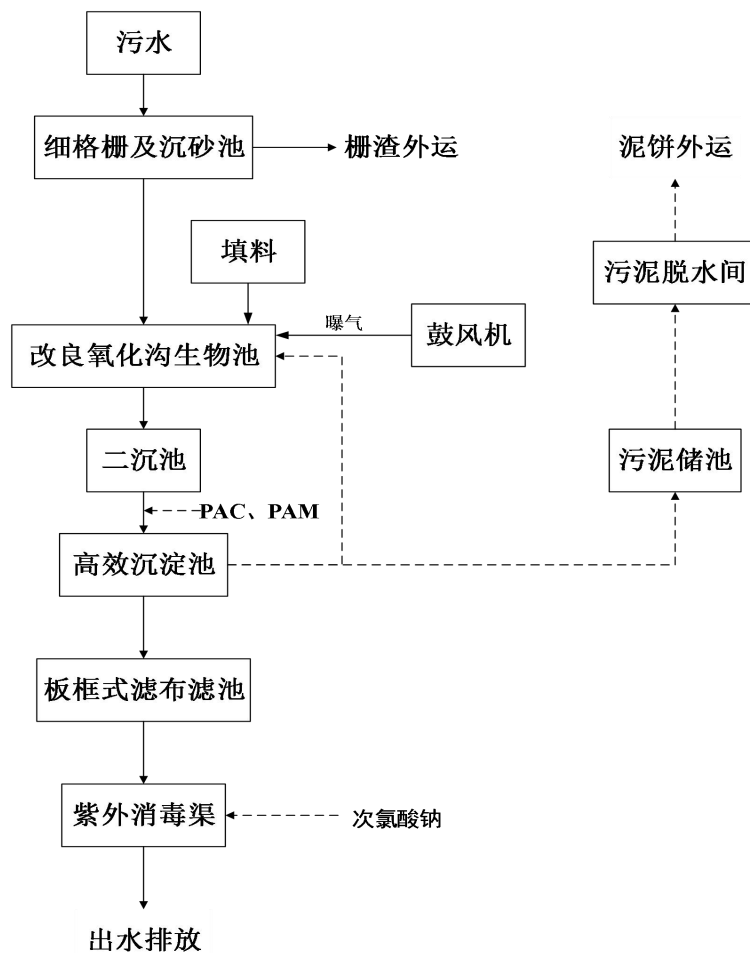 污水
细格栅及沉砂池
栅渣外运
泥饼外运
填料
污泥脱水间
曝气
鼓风机
改良氧化沟生物池
二沉池
污泥储池
PAC、PAM
高效沉淀池
板框式滤布滤池
紫外消毒渠
次氯酸钠
出水排放